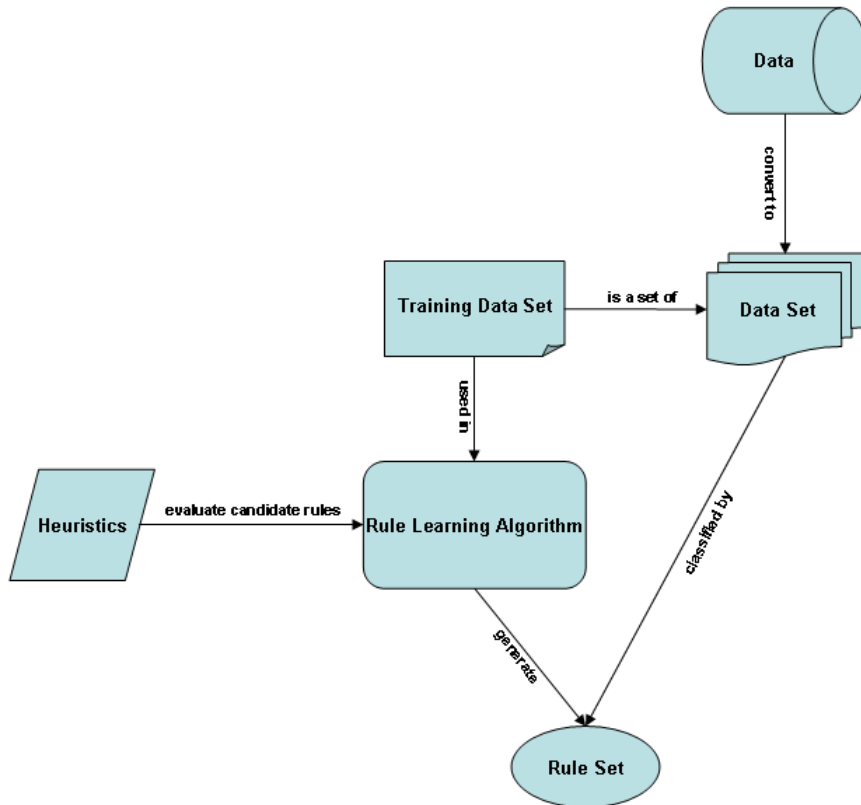 Data
convert to
Training Data Set
is a set of
Data Set
used in
Heuristics
evaluate candidate rules
Rule Learning Algorithm
classified by
generate
Rule Set